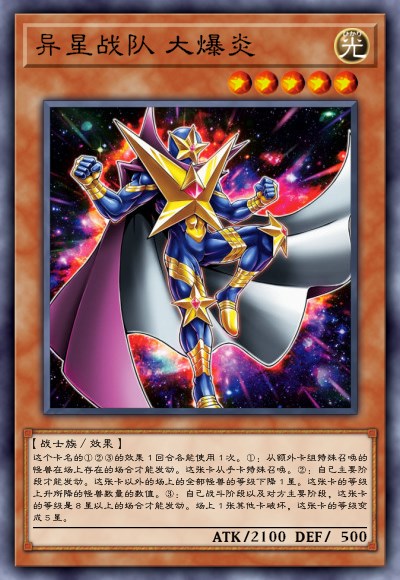 异星战队 大爆炎
ひかり
光
【战士族/效果】
这个卡名的①②③的效果1回合各能使用1次。①：从额外卡组特殊召唤的
怪兽在场上存在的场合才能发动。这张卡从手卡特殊召唤。②：自己主要阶
段才能发动。这张卡以外的场上的全部怪兽的等级下降1星。这张卡的等级
上升所降的怪兽数量的数值。③：自己战斗阶段以及对方主要阶段，这张卡
的等级是8星以上的场合才能发动。场上1张其他卡破坏，这张卡的等级变
成5星。
ATK/2100 DEF/ 500